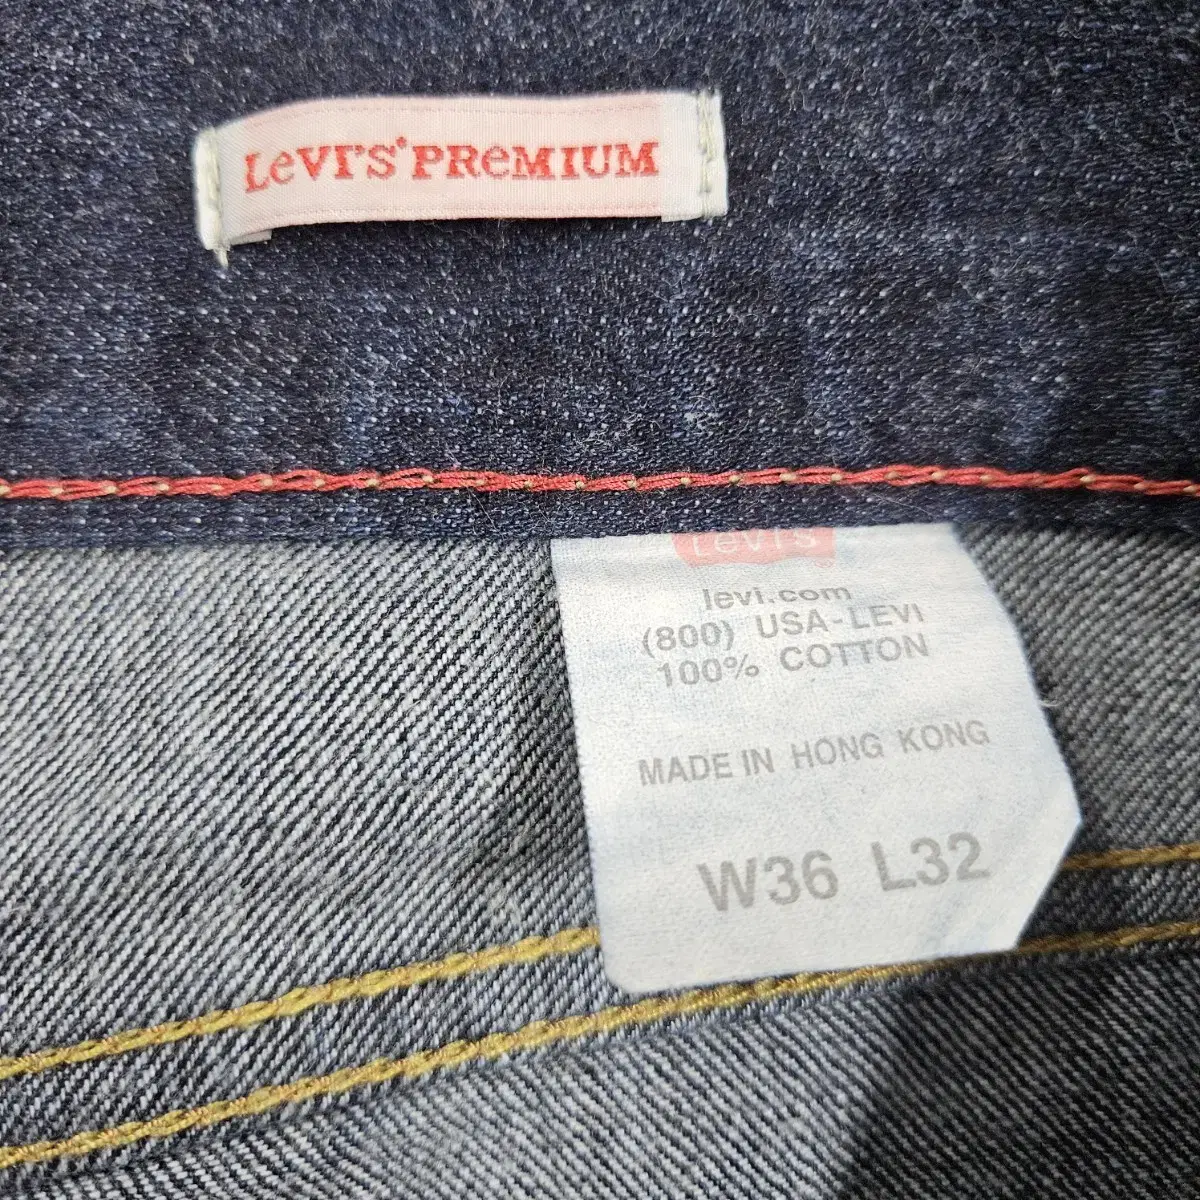 LeVI'S® PREMIUM
LeVI'S
levi.com
(800) USA-LEVI
100% COTTON
MADE IN HONG KONG
W36 L32